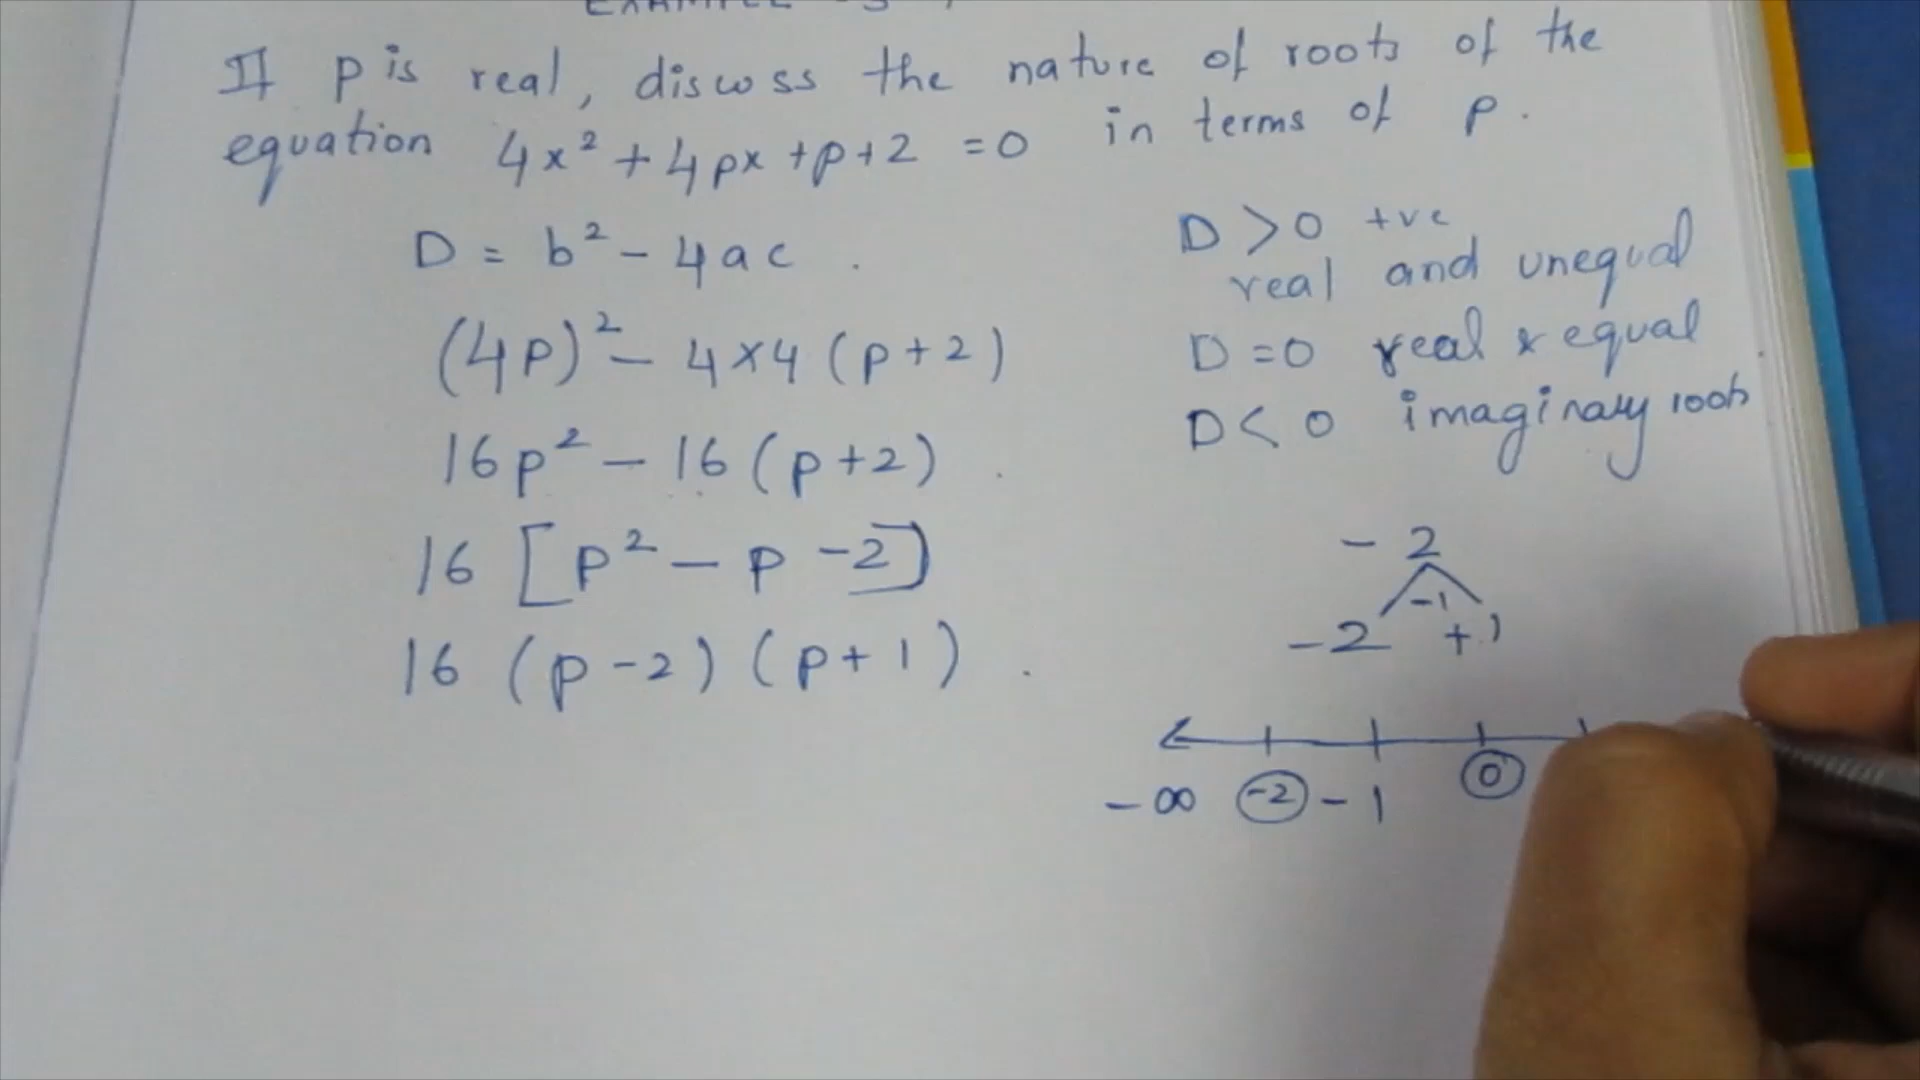 If p is real, discuss the nature of roots of the
equation 4x² + 4px + p + 2 = 0 in terms of p.
D = b² - 4ac.
(4p)² - 4×4(p+2)
16p² - 16(p+2)
16 [p² - p - 2]
16 (p-2)(p+1).
D > 0 +ve
real and unequal
D = 0 real & equal
D < 0 imaginary roots
- 2
-1
-2 +1
-∞ -2 -1 0